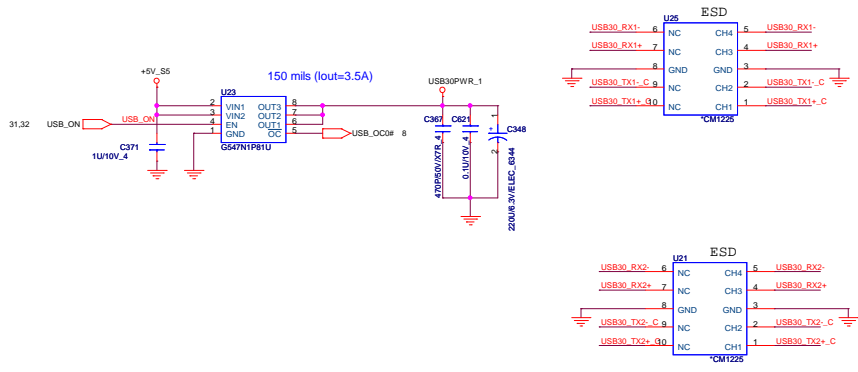 ESD
U25
USB30_RX1- 6 NC CH4 5 USB30_RX1-
USB30_RX1+ 7 NC CH3 4 USB30_RX1+
8 GND GND 3
USB30_TX1-_C 9 NC CH2 2 USB30_TX1-_C
USB30_TX1+_C 10 NC CH1 1 USB30_TX1+_C
*CM1225
+5V_S5
150 mils (Iout=3.5A)
USB30PWR_1
U23
2 VIN1 OUT3 8
3 VIN2 OUT2 7
31,32 USB_ON USB_ON 4 EN OUT1 6
1 GND OC 5 USB_OC0# 8
G547N1P81U
C371
1U/10V_4
C367
470P/50V/X7R_4
C621
0.1U/10V_4
1
+
C348
2
220U/6.3V/ELEC_6344
ESD
U21
USB30_RX2- 6 NC CH4 5 USB30_RX2-
USB30_RX2+ 7 NC CH3 4 USB30_RX2+
8 GND GND 3
USB30_TX2-_C 9 NC CH2 2 USB30_TX2-_C
USB30_TX2+_C 10 NC CH1 1 USB30_TX2+_C
*CM1225